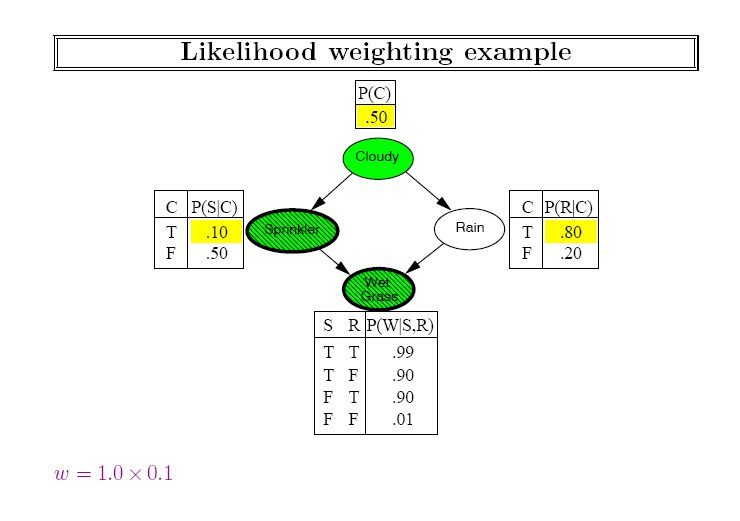 Likelihood weighting example
P(C)
.50
Cloudy
C P(S|C)
T .10
F .50
Sprinkler
Rain
C P(R|C)
T .80
F .20
Wet
Grass
S R P(W|S,R)
T T .99
T F .90
F T .90
F F .01
w = 1.0 × 0.1